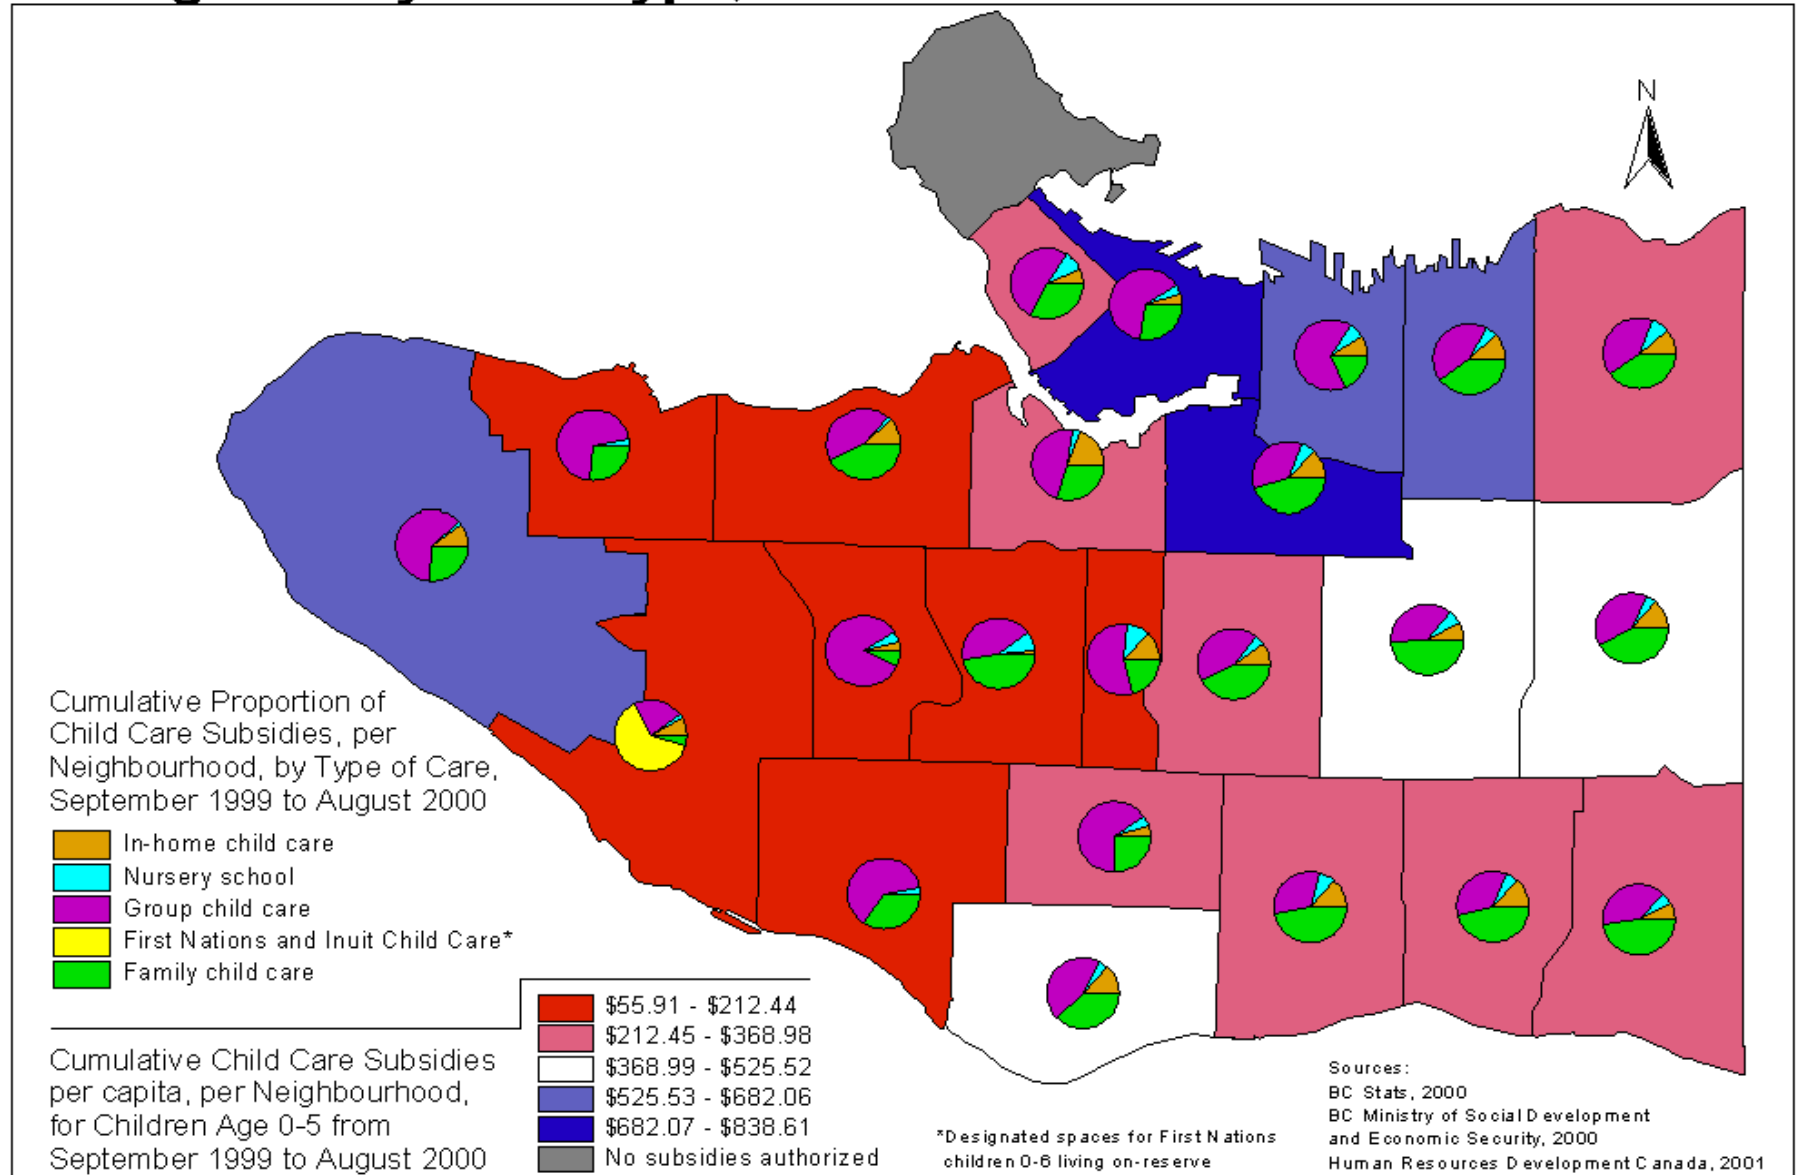 N
Cumulative Proportion of
Child Care Subsidies, per
Neighbourhood, by Type of Care,
September 1999 to August 2000
In-home child care
Nursery school
Group child care
First Nations and Inuit Child Care*
Family child care
Cumulative Child Care Subsidies
per capita, per Neighbourhood,
for Children Age 0-5 from
September 1999 to August 2000
$55.91 - $212.44
$212.45 - $368.98
$368.99 - $525.52
$525.53 - $682.06
$682.07 - $838.61
No subsidies authorized
*Designated spaces for First Nations
children 0-6 living on-reserve
Sources:
BC Stats, 2000
BC Ministry of Social Development
and Economic Security, 2000
Human Resources Development Canada, 2001